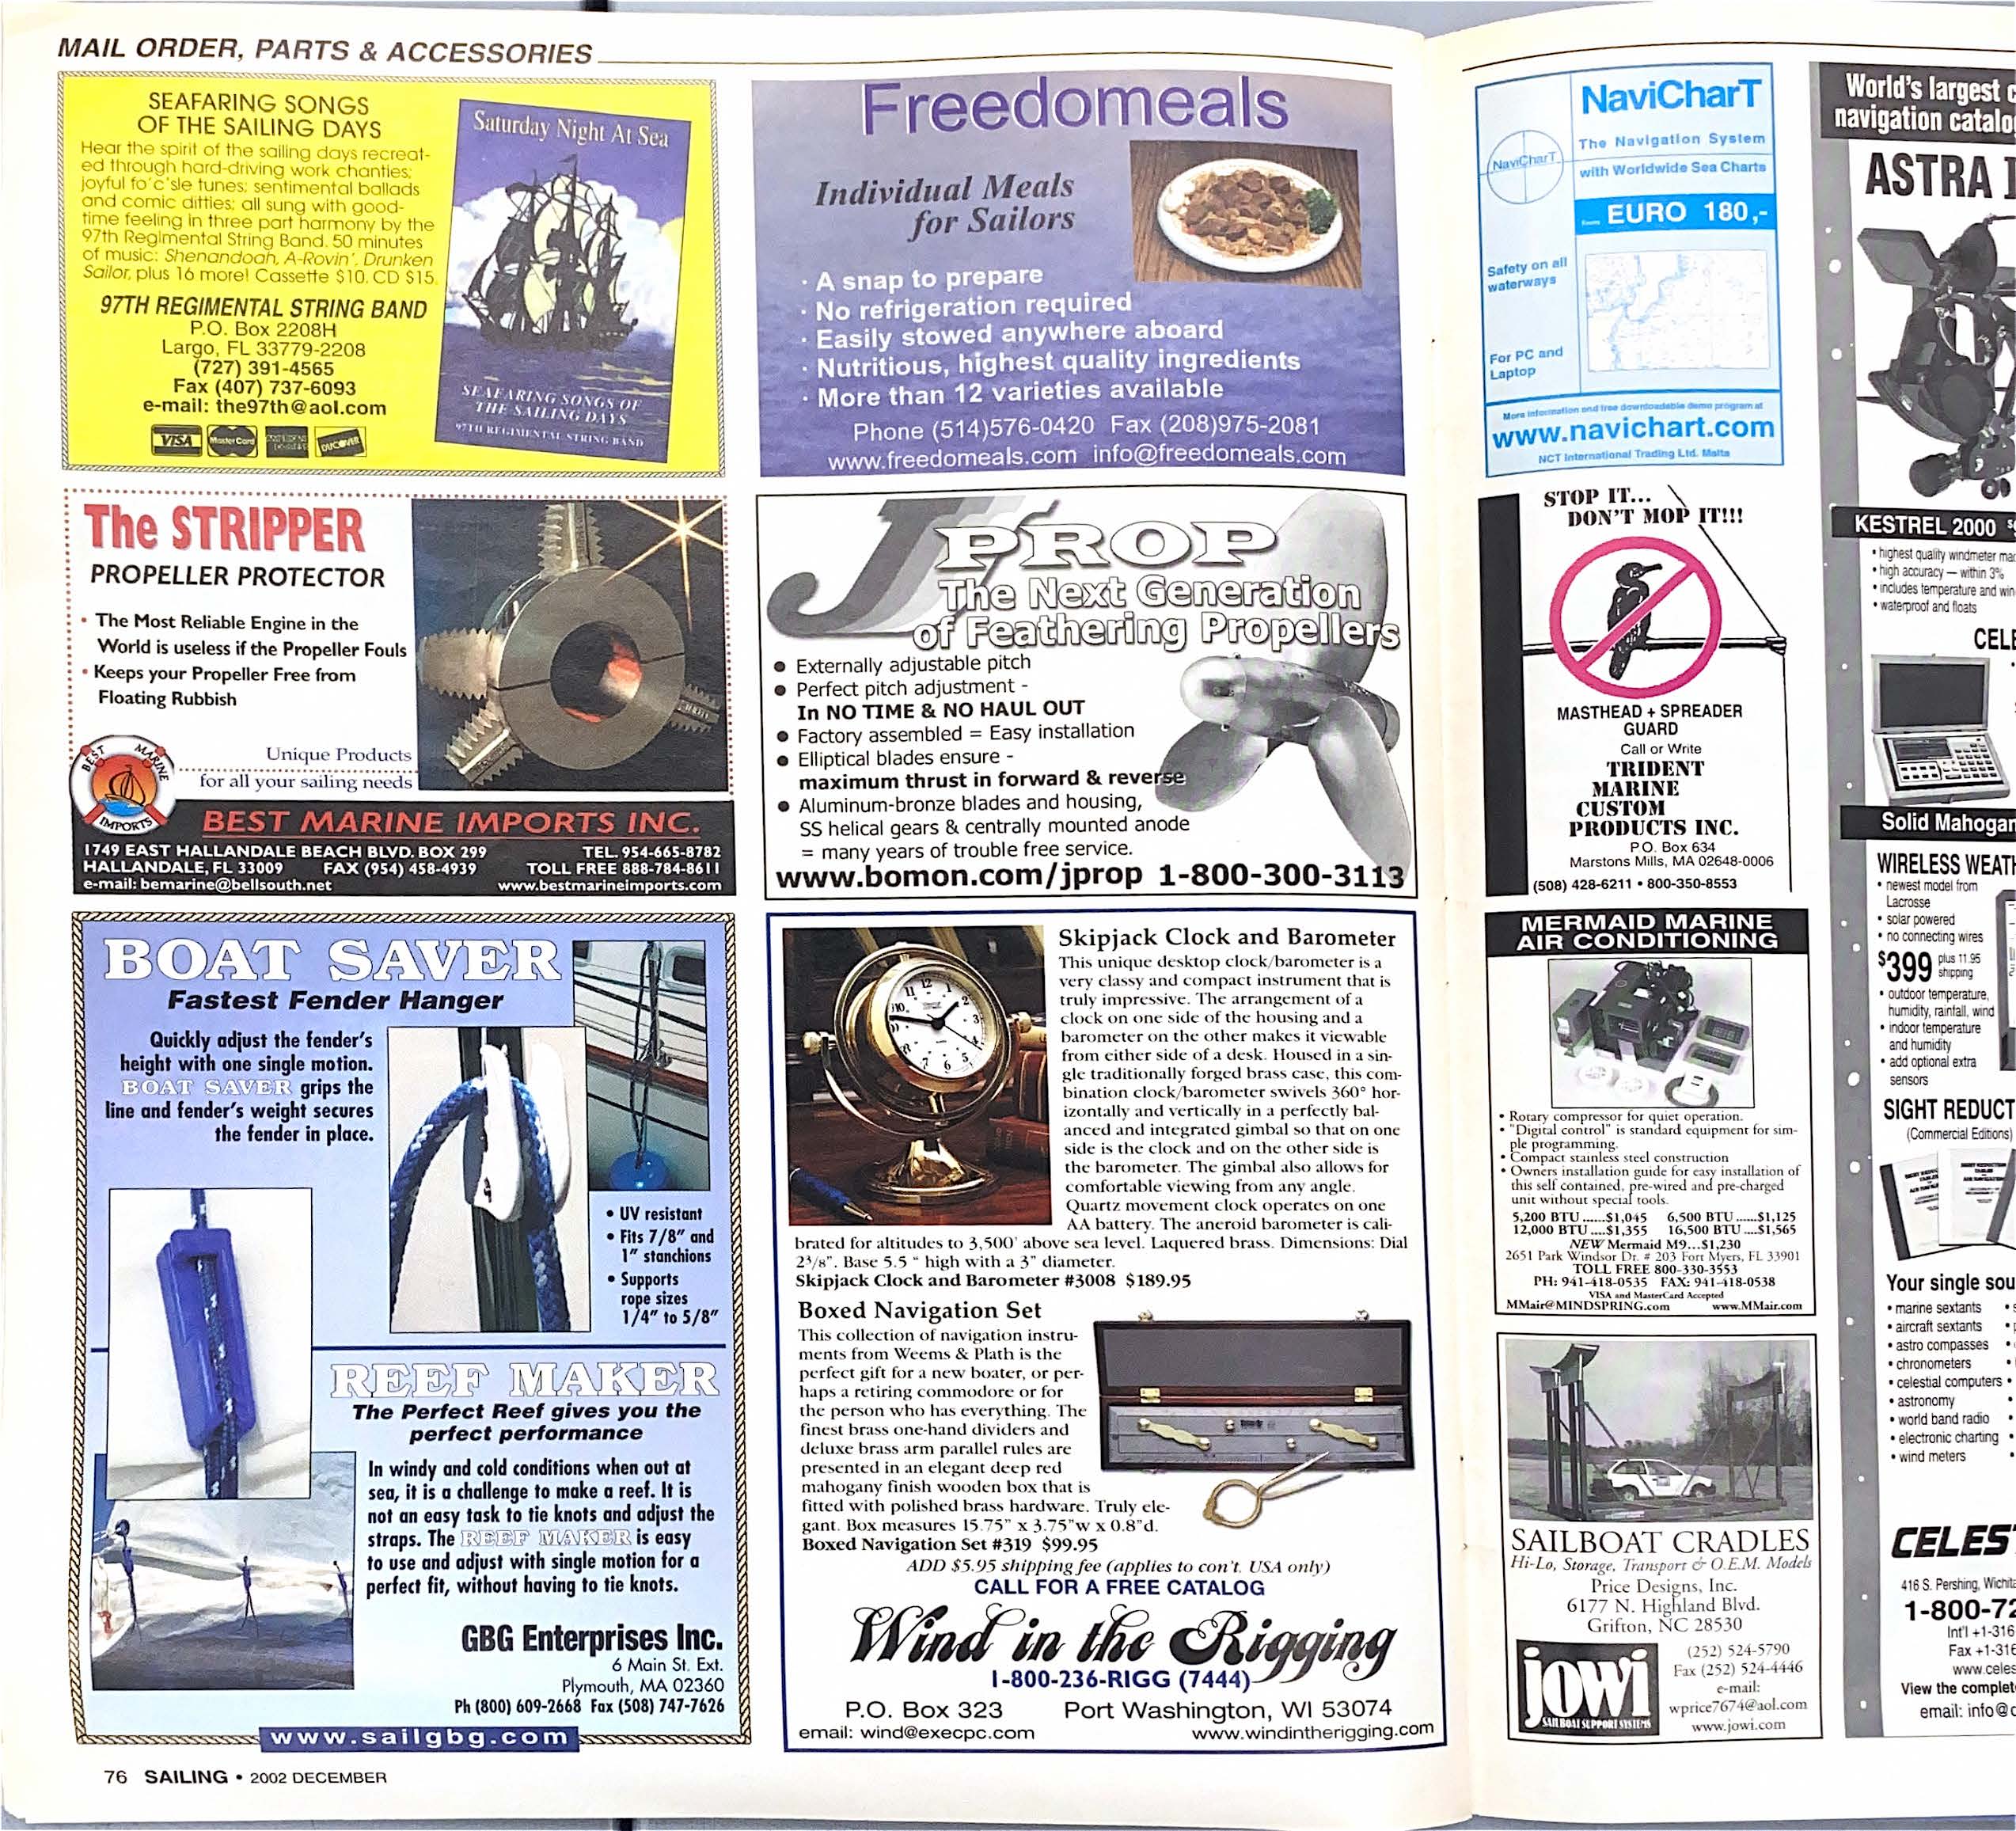 MAIL ORDER, PARTS & ACCESSORIES
SEAFARING SONGS
OF THE SAILING DAYS
Hear the spirit of the sailing days recreat-
ed through hard-driving work chanties;
joyful fo'c'sle tunes; sentimental ballads
and comic ditties; all sung with good-
time feeling in three part harmony by the
97th Regimental String Band. 50 minutes
of music: Shenandoah, A-Rovin', Drunken
Sailor, plus 16 more! Cassette $10, CD $15.
97TH REGIMENTAL STRING BAND
P.O. Box 2208H
Largo, FL 33779-2208
(727) 391-4565
Fax (407) 737-6093
e-mail: the97th@aol.com
VISA MasterCard DISCOVER
Saturday Night At Sea
SEAFARING SONGS OF
THE SAILING DAYS
97TH REGIMENTAL STRING BAND
Freedomeals
Individual Meals
for Sailors
· A snap to prepare
· No refrigeration required
· Easily stowed anywhere aboard
· Nutritious, highest quality ingredients
· More than 12 varieties available
Phone (514)576-0420 Fax (208)975-2081
www.freedomeals.com info@freedomeals.com
The STRIPPER
PROPELLER PROTECTOR
• The Most Reliable Engine in the
World is useless if the Propeller Fouls
• Keeps your Propeller Free from
Floating Rubbish
Unique Products
for all your sailing needs
BEST MARINE
IMPORTS
BEST MARINE IMPORTS INC.
1749 EAST HALLANDALE BEACH BLVD. BOX 299 TEL. 954-665-8782
HALLANDALE, FL 33009 FAX (954) 458-4939 TOLL FREE 888-784-8611
e-mail: bemarine@bellsouth.net www.bestmarineimports.com
J PROP
The Next Generation
of Feathering Propellers
● Externally adjustable pitch
● Perfect pitch adjustment -
In NO TIME & NO HAUL OUT
● Factory assembled = Easy installation
● Elliptical blades ensure -
maximum thrust in forward & reverse
● Aluminum-bronze blades and housing,
SS helical gears & centrally mounted anode
= many years of trouble free service.
www.bomon.com/jprop 1-800-300-3113
BOAT SAVER
Fastest Fender Hanger
Quickly adjust the fender's
height with one single motion.
BOAT SAVER grips the
line and fender's weight secures
the fender in place.
• UV resistant
• Fits 7/8" and
1" stanchions
• Supports
rope sizes
1/4" to 5/8"
REEF MAKER
The Perfect Reef gives you the
perfect performance
In windy and cold conditions when out at
sea, it is a challenge to make a reef. It is
not an easy task to tie knots and adjust the
straps. The REEF MAKER is easy
to use and adjust with single motion for a
perfect fit, without having to tie knots.
GBG Enterprises Inc.
6 Main St. Ext.
Plymouth, MA 02360
Ph (800) 609-2668 Fax (508) 747-7626
www.sailgbg.com
Skipjack Clock and Barometer
This unique desktop clock/barometer is a
very classy and compact instrument that is
truly impressive. The arrangement of a
clock on one side of the housing and a
barometer on the other makes it viewable
from either side of a desk. Housed in a sin-
gle traditionally forged brass case, this com-
bination clock/barometer swivels 360° hor-
izontally and vertically in a perfectly bal-
anced and integrated gimbal so that on one
side is the clock and on the other side is
the barometer. The gimbal also allows for
comfortable viewing from any angle.
Quartz movement clock operates on one
AA battery. The aneroid barometer is cali-
brated for altitudes to 3,500' above sea level. Laquered brass. Dimensions: Dial
2³/₈". Base 5.5 " high with a 3" diameter.
Skipjack Clock and Barometer #3008 $189.95
Boxed Navigation Set
This collection of navigation instru-
ments from Weems & Plath is the
perfect gift for a new boater, or per-
haps a retiring commodore or for
the person who has everything. The
finest brass one-hand dividers and
deluxe brass arm parallel rules are
presented in an elegant deep red
mahogany finish wooden box that is
fitted with polished brass hardware. Truly ele-
gant. Box measures 15.75" x 3.75"w x 0.8"d.
Boxed Navigation Set #319 $99.95
ADD $5.95 shipping fee (applies to con't. USA only)
CALL FOR A FREE CATALOG
Wind in the Rigging
1-800-236-RIGG (7444)
P.O. Box 323 Port Washington, WI 53074
email: wind@execpc.com www.windintherigging.com
76 SAILING • 2002 DECEMBER
NaviCharT
NaviCharT
The Navigation System
with Worldwide Sea Charts
from EURO 180,-
Safety on all
waterways
For PC and
Laptop
More information and free downloadable demo program at
www.navichart.com
NCT International Trading Ltd. Malta
STOP IT...
DON'T MOP IT!!!
MASTHEAD + SPREADER
GUARD
Call or Write
TRIDENT
MARINE
CUSTOM
PRODUCTS INC.
P.O. Box 634
Marstons Mills, MA 02648-0006
(508) 428-6211 • 800-350-8553
MERMAID MARINE
AIR CONDITIONING
• Rotary compressor for quiet operation.
• "Digital control" is standard equipment for sim-
ple programming.
• Compact stainless steel construction
• Owners installation guide for easy installation of
this self contained, pre-wired and pre-charged
unit without special tools.
5,200 BTU ......$1,045 6,500 BTU ......$1,125
12,000 BTU ....$1,355 16,500 BTU ....$1,565
NEW Mermaid M9...$1,230
2651 Park Windsor Dr. # 203 Fort Myers, FL 33901
TOLL FREE 800-330-3553
PH: 941-418-0535 FAX: 941-418-0538
VISA and MasterCard Accepted
MMair@MINDSPRING.com www.MMair.com
SAILBOAT CRADLES
Hi-Lo, Storage, Transport & O.E.M. Models
Price Designs, Inc.
6177 N. Highland Blvd.
Grifton, NC 28530
jowi
SAILBOAT SUPPORT SYSTEMS
(252) 524-5790
Fax (252) 524-4446
e-mail:
wprice7674@aol.com
www.jowi.com
World's largest
navigation catalo
ASTRA
KESTREL 2000
• highest quality windmeter ma
• high accuracy — within 3%
• includes temperature and win
• waterproof and floats
CELE
Solid Mahogan
WIRELESS WEATH
• newest model from
Lacrosse
• solar powered
• no connecting wires
$399 plus 11.95
shipping
• outdoor temperature,
humidity, rainfall, wind
• indoor temperature
and humidity
• add optional extra
sensors
SIGHT REDUCT
(Commercial Editions)
Your single sou
• marine sextants
• aircraft sextants
• astro compasses
• chronometers
• celestial computers
• astronomy
• world band radio
• electronic charting
• wind meters
CELEST
416 S. Pershing, Wichita
1-800-72
Int'l +1-316
Fax +1-316
www.celes
View the complet
email: info@c